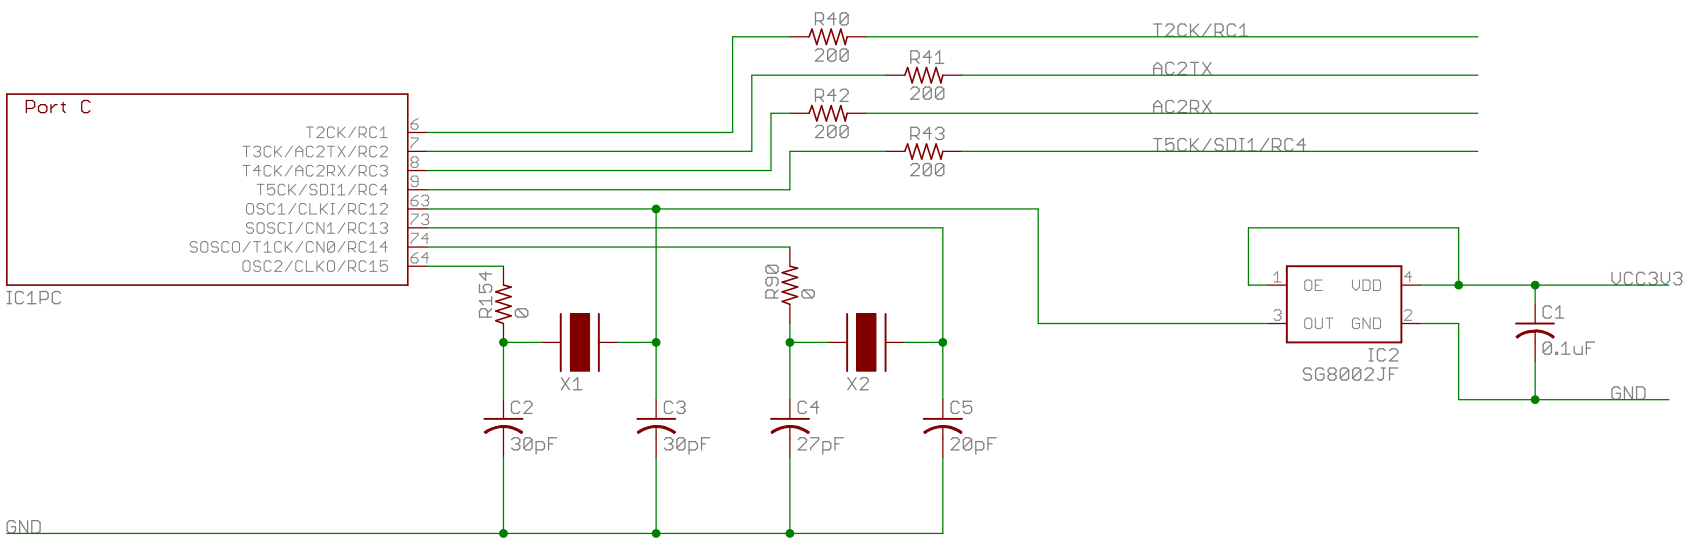 R40
T2CK/RC1
200
R41
AC2TX
200
R42
AC2RX
200
R43
T5CK/SDI1/RC4
200
Port C
T2CK/RC1 6
T3CK/AC2TX/RC2 7
T4CK/AC2RX/RC3 8
T5CK/SDI1/RC4 9
OSC1/CLKI/RC12 63
SOSCI/CN1/RC13 73
SOSCO/T1CK/CN0/RC14 74
OSC2/CLKO/RC15 64
IC1PC
R154
0
R90
0
X1
X2
C2
30pF
C3
30pF
C4
27pF
C5
20pF
1 OE VDD 4
3 OUT GND 2
IC2
SG8002JF
VCC3V3
C1
0.1uF
GND
GND